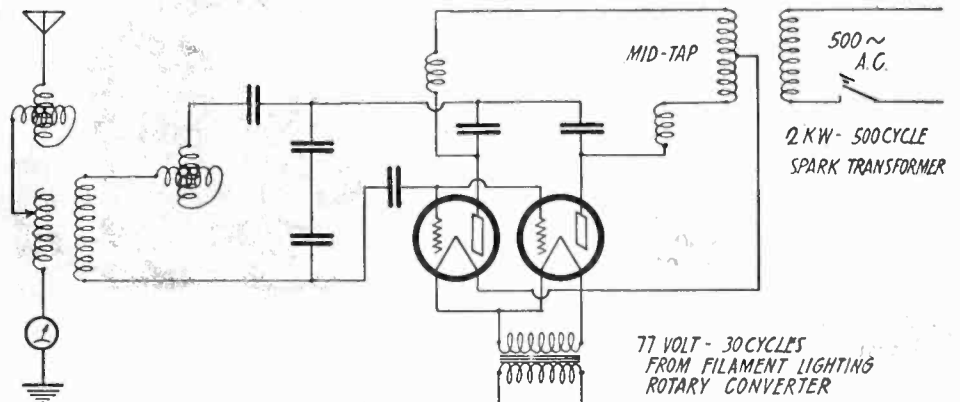 MID-TAP
500 ~
A.C.
2 KW - 500 CYCLE
SPARK TRANSFORMER
77 VOLT - 30 CYCLES
FROM FILAMENT LIGHTING
ROTARY CONVERTER